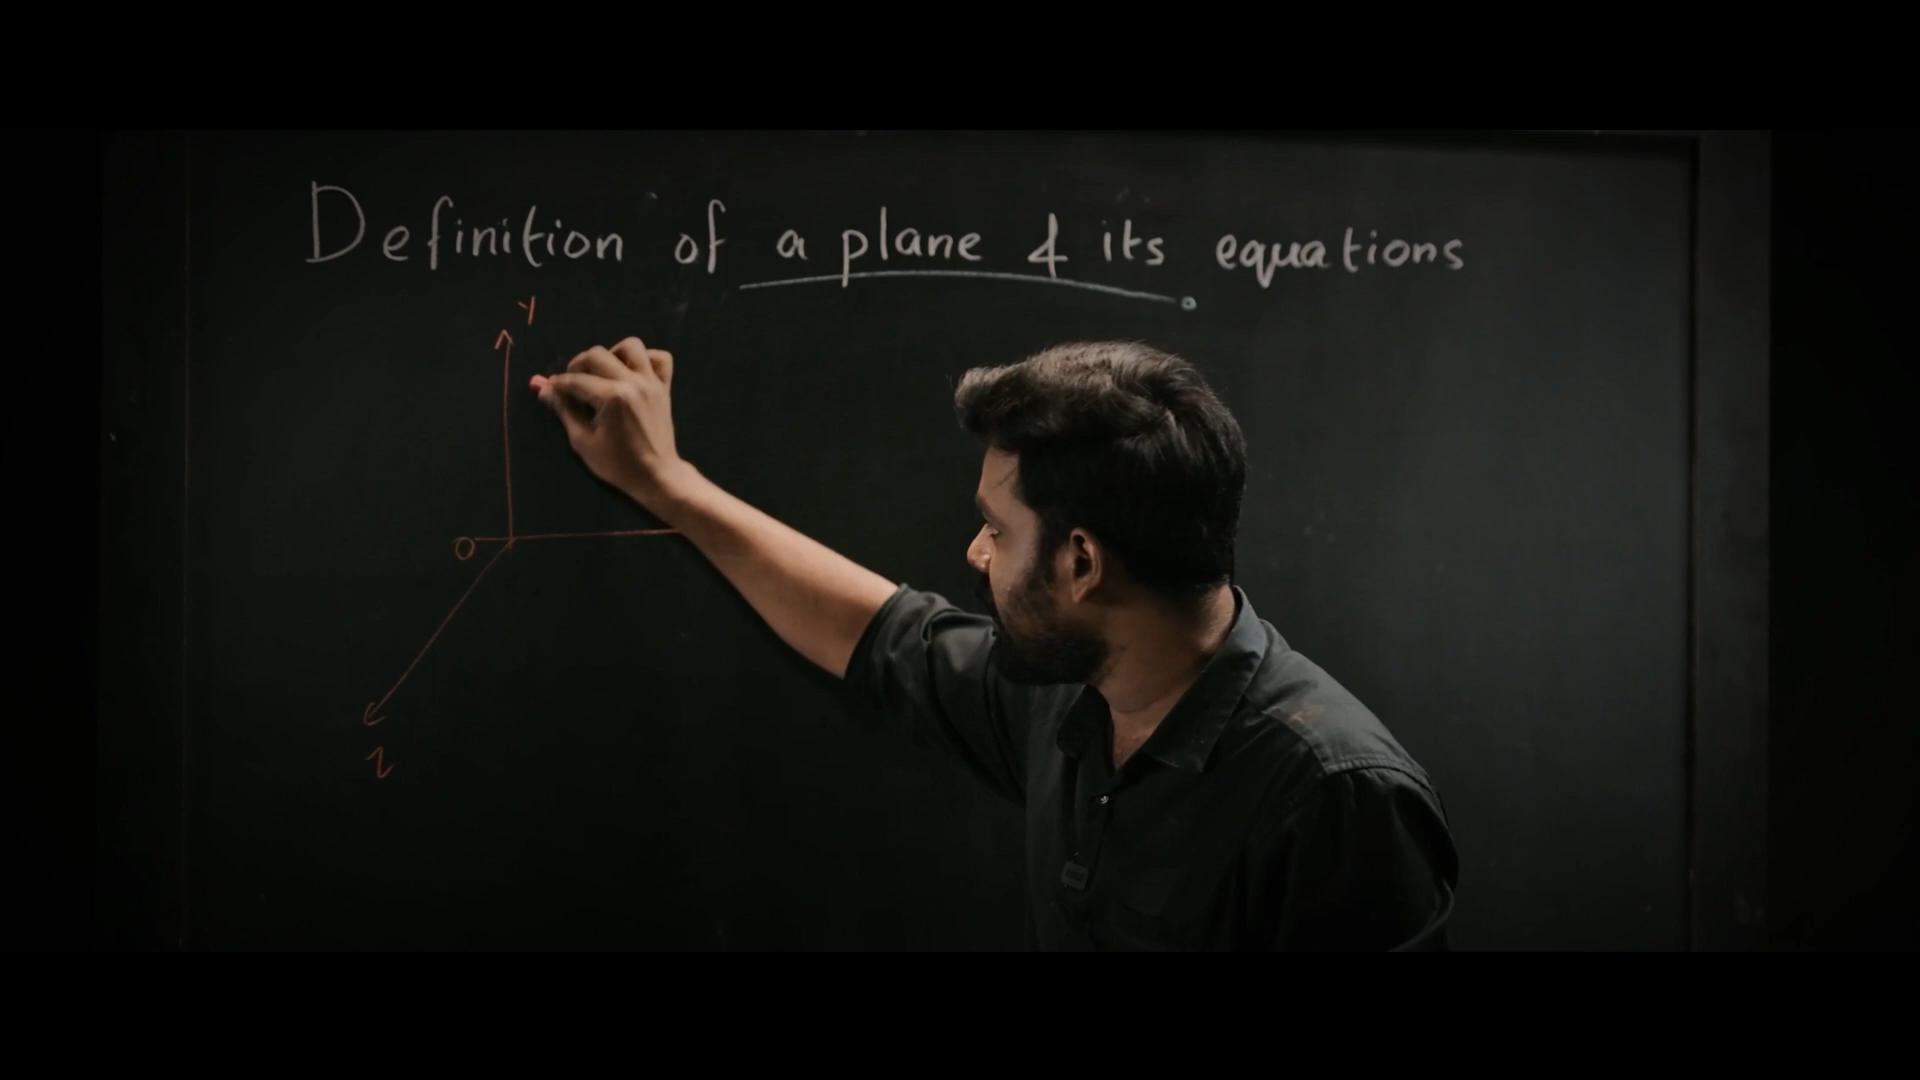 Definition of a plane & its equations
Y
O
z